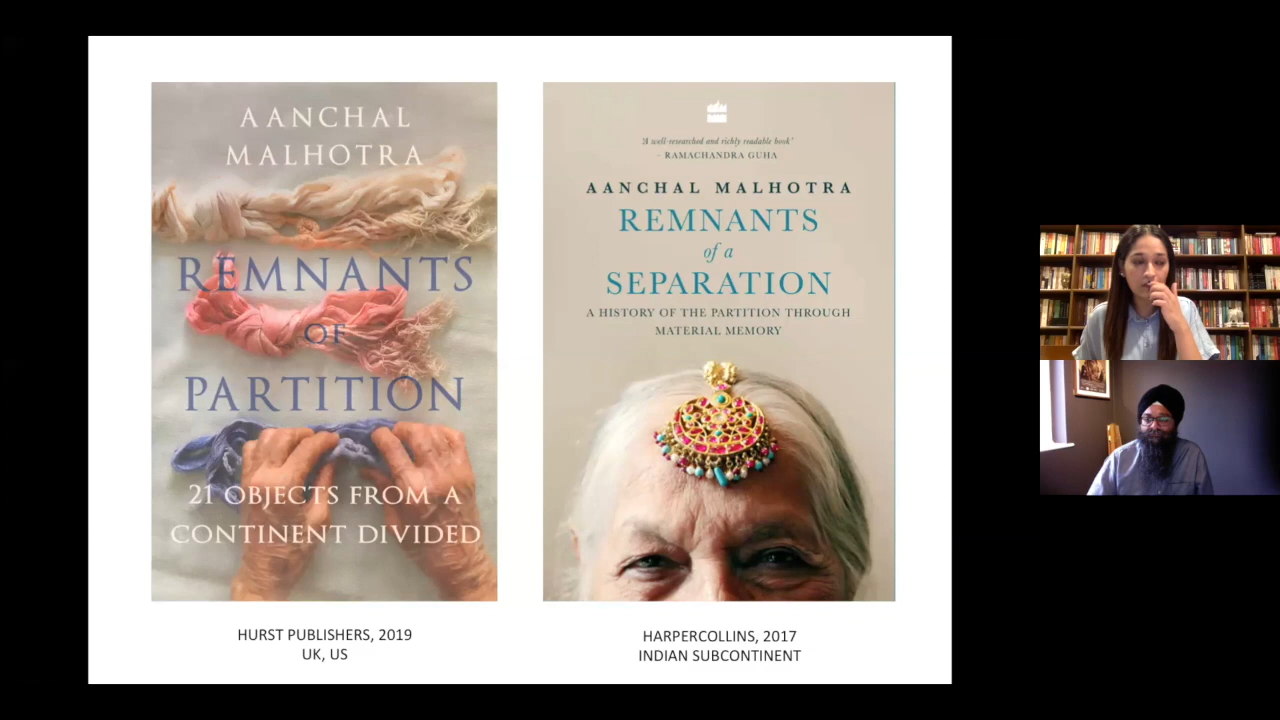 AANCHAL
MALHOTRA
REMNANTS
OF
PARTITION
21 OBJECTS FROM A
CONTINENT DIVIDED
HURST PUBLISHERS, 2019
UK, US
'A well-researched and richly readable book'
- RAMACHANDRA GUHA
AANCHAL MALHOTRA
REMNANTS
of a
SEPARATION
A HISTORY OF THE PARTITION THROUGH
MATERIAL MEMORY
HARPERCOLLINS, 2017
INDIAN SUBCONTINENT